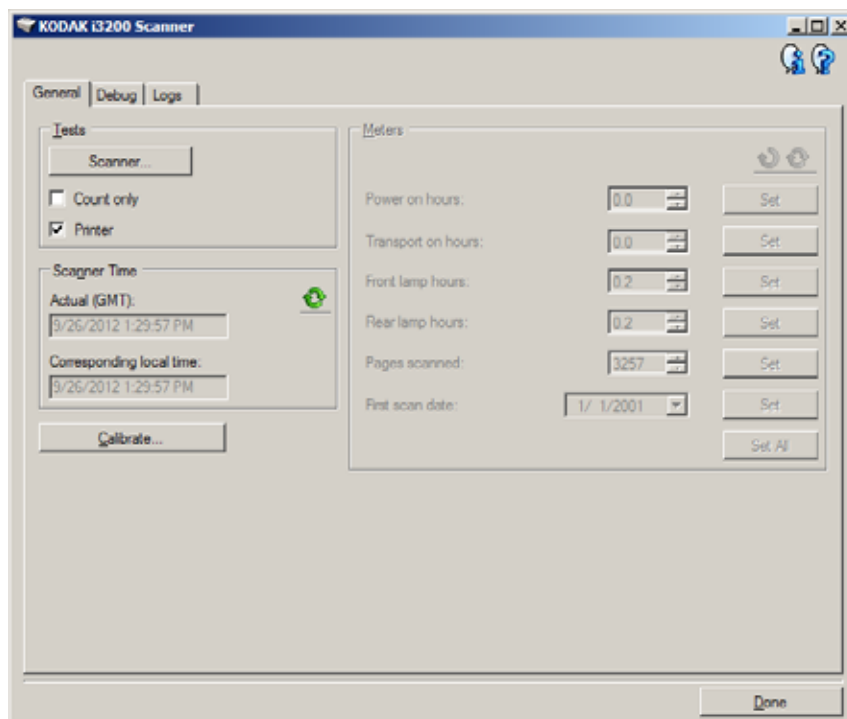 KODAK i3200 Scanner
General Debug Logs
Tests
Scanner...
Count only
Printer
Scanner Time
Actual (GMT):
9/26/2012 1:29:57 PM
Corresponding local time:
9/26/2012 1:29:57 PM
Calibrate...
Meters
Power on hours: 0.0 Set
Transport on hours: 0.0 Set
Front lamp hours: 0.2 Set
Rear lamp hours: 0.2 Set
Pages scanned: 3257 Set
First scan date: 1/ 1/2001 Set
Set All
Done